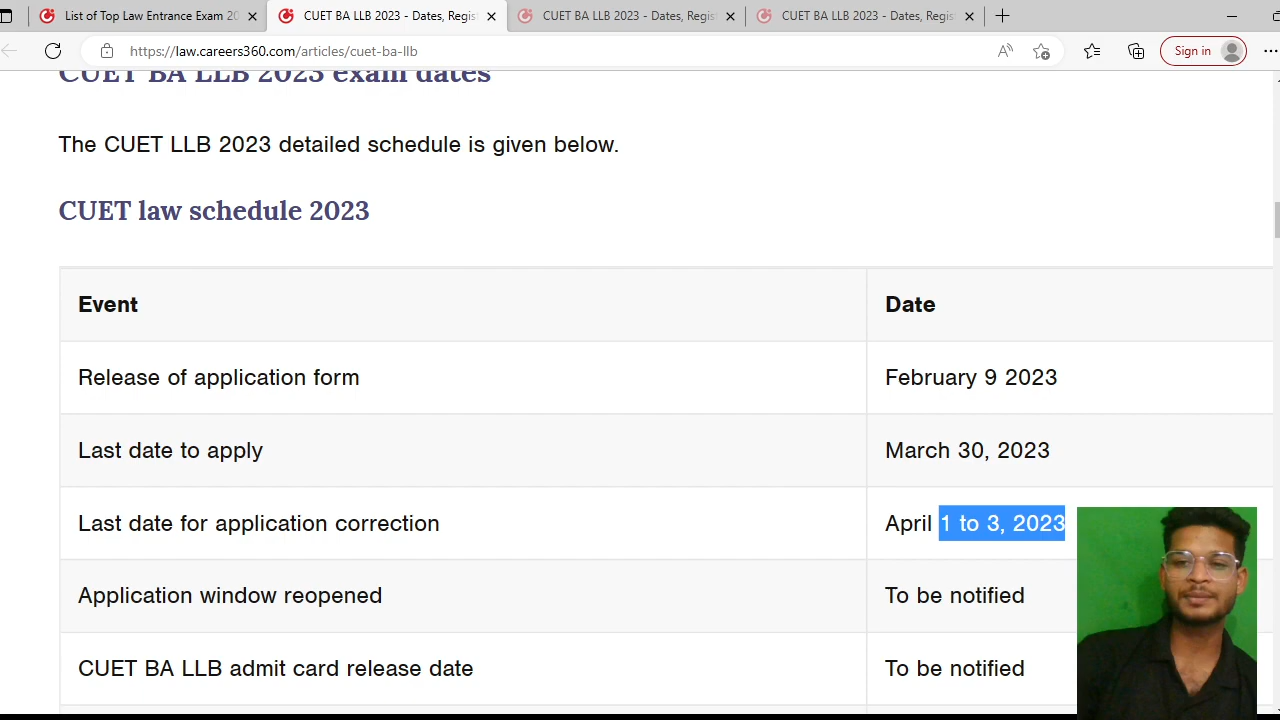 List of Top Law Entrance Exam 20
CUET BA LLB 2023 - Dates, Regis
CUET BA LLB 2023 - Dates, Regis
CUET BA LLB 2023 - Dates, Regis
https://law.careers360.com/articles/cuet-ba-llb
Sign in
CUET BA LLB 2023 exam dates
The CUET LLB 2023 detailed schedule is given below.
CUET law schedule 2023
Event Date
Release of application form February 9 2023
Last date to apply March 30, 2023
Last date for application correction April 1 to 3, 2023
Application window reopened To be notified
CUET BA LLB admit card release date To be notified